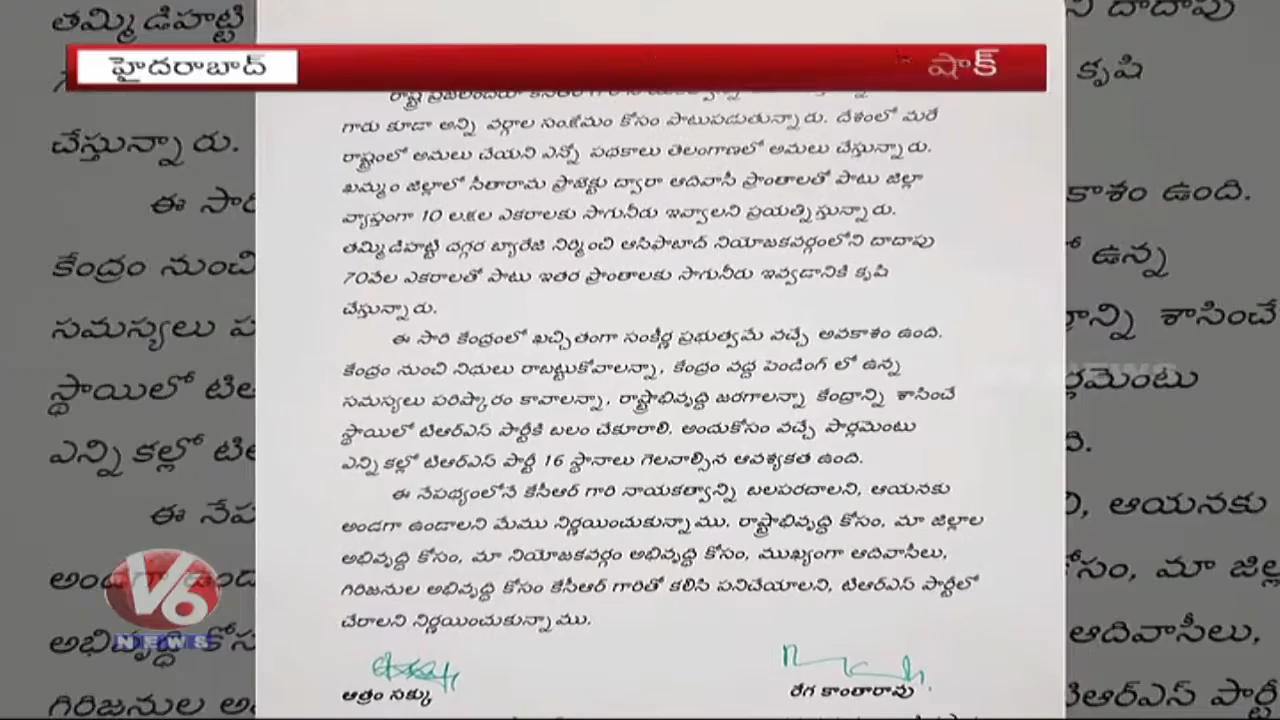 హైదరాబాద్
షాక్
గారు కూడా అన్ని వర్గాల సంక్షేమం కోసం పాటుపడుతున్నారు. దేశంలో మరే
రాష్ట్రంలో అమలు చేయని ఎన్నో పథకాలు తెలంగాణలో అమలు చేస్తున్నారు.
ఖమ్మం జిల్లాలో సీతారామ ప్రాజెక్టు ద్వారా ఆదివాసీ ప్రాంతాలతో పాటు జిల్లా
వ్యాప్తంగా 10 లక్షల ఎకరాలకు సాగునీరు ఇవ్వాలని ప్రయత్నిస్తున్నారు.
తమ్మిడిహట్టి దగ్గర బ్యారేజి నిర్మించి ఆసిఫాబాద్ నియోజకవర్గంలోని దాదాపు
70వేల ఎకరాలతో పాటు ఇతర ప్రాంతాలకు సాగునీరు ఇవ్వడానికి కృషి
చేస్తున్నారు.
ఈ సారి కేంద్రంలో ఖచ్చితంగా సంకీర్ణ ప్రభుత్వమే వచ్చే అవకాశం ఉంది.
కేంద్రం నుంచి నిధులు రాబట్టుకోవాలన్నా, కేంద్రం వద్ద పెండింగ్ లో ఉన్న
సమస్యలు పరిష్కారం కావాలన్నా, రాష్ట్రాభివృద్ధి జరగాలన్నా కేంద్రాన్ని శాసించే
స్థాయిలో టిఆర్ఎస్ పార్టీకి బలం చేకూరాలి. అందుకోసం వచ్చే పార్లమెంటు
ఎన్నికల్లో టిఆర్ఎస్ పార్టీ 16 స్థానాలు గెలవాల్సిన ఆవశ్యకత ఉంది.
ఈ నేపథ్యంలోనే కేసీఆర్ గారి నాయకత్వాన్ని బలపరచాలని, ఆయనకు
అండగా ఉండాలని మేము నిర్ణయించుకున్నాము. రాష్ట్రాభివృద్ధి కోసం, మా జిల్లాల
అభివృద్ధి కోసం, మా నియోజకవర్గం అభివృద్ధి కోసం, ముఖ్యంగా ఆదివాసీలు,
గిరిజనుల అభివృద్ధి కోసం కేసీఆర్ గారితో కలిసి పనిచేయాలని, టిఆర్ఎస్ పార్టీలో
చేరాలని నిర్ణయించుకున్నాము.
ఆత్రం సక్కు
రేగ కాంతారావు
V6
NEWS